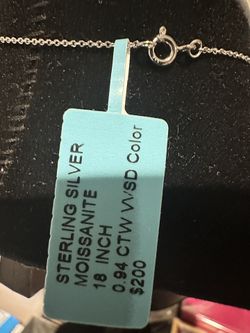 STERLING SILVER
MOISSANITE
18 INCH
0.94 CTW VVSD Color
$200